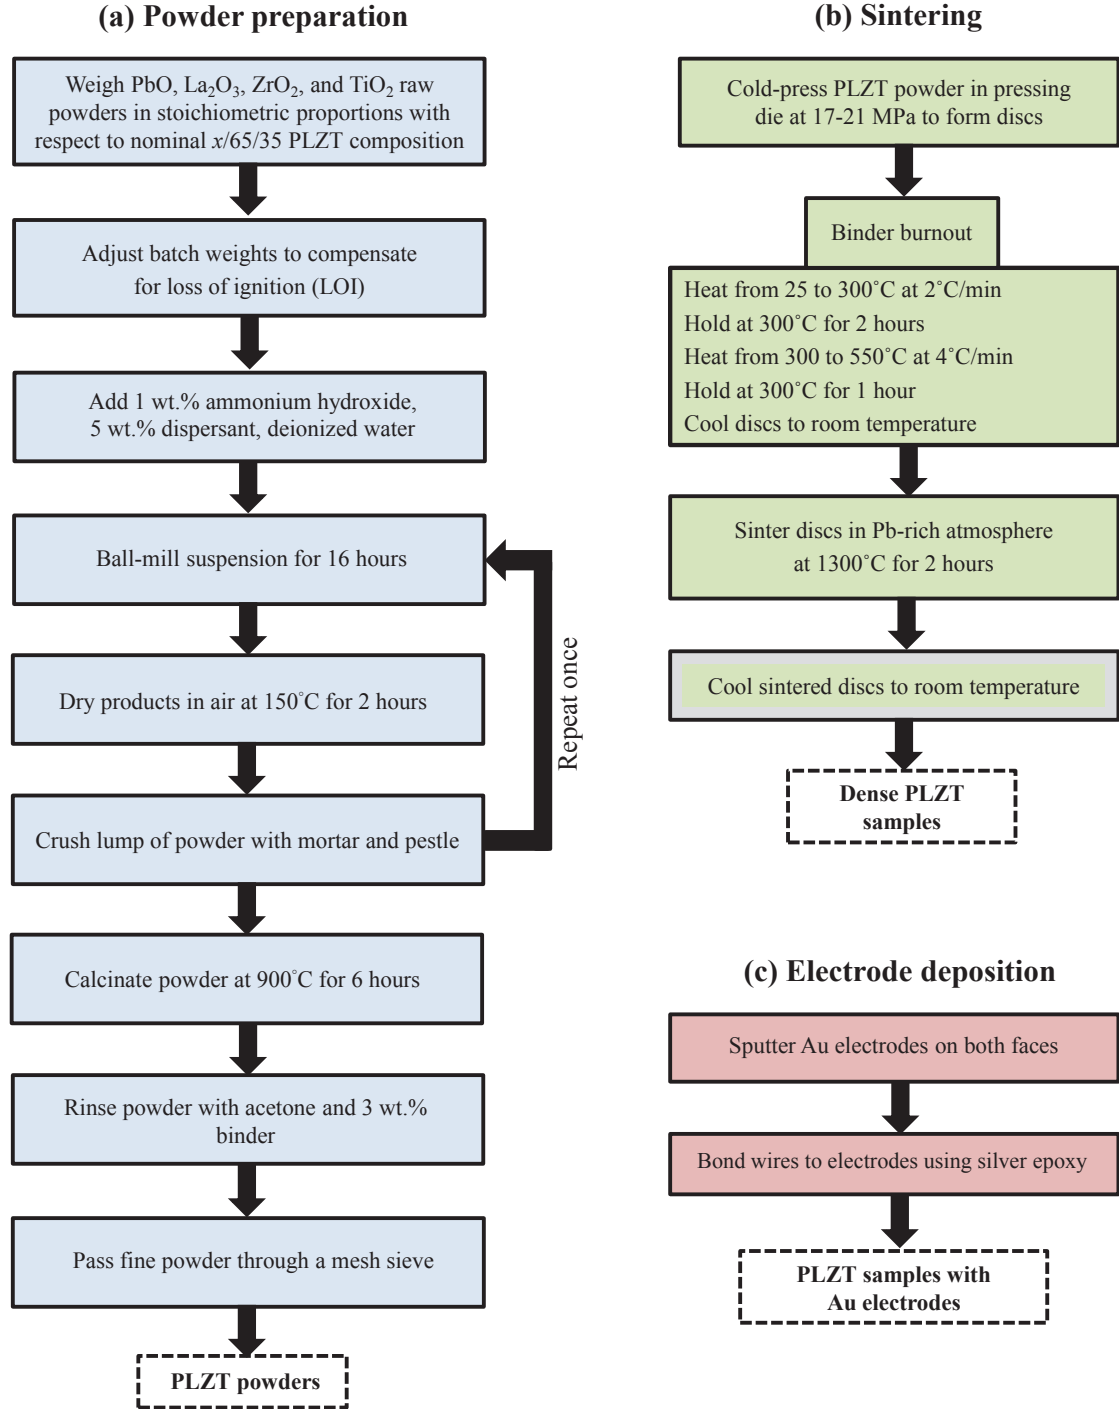 (a) Powder preparation
Weigh PbO, La₂O₃, ZrO₂, and TiO₂ raw
powders in stoichiometric proportions with
respect to nominal x/65/35 PLZT composition
Adjust batch weights to compensate
for loss of ignition (LOI)
Add 1 wt.% ammonium hydroxide,
5 wt.% dispersant, deionized water
Ball-mill suspension for 16 hours
Dry products in air at 150˚C for 2 hours
Crush lump of powder with mortar and pestle
Repeat once
Calcinate powder at 900˚C for 6 hours
Rinse powder with acetone and 3 wt.%
binder
Pass fine powder through a mesh sieve
PLZT powders
(b) Sintering
Cold-press PLZT powder in pressing
die at 17-21 MPa to form discs
Binder burnout
Heat from 25 to 300˚C at 2˚C/min
Hold at 300˚C for 2 hours
Heat from 300 to 550˚C at 4˚C/min
Hold at 300˚C for 1 hour
Cool discs to room temperature
Sinter discs in Pb-rich atmosphere
at 1300˚C for 2 hours
Cool sintered discs to room temperature
Dense PLZT
samples
(c) Electrode deposition
Sputter Au electrodes on both faces
Bond wires to electrodes using silver epoxy
PLZT samples with
Au electrodes